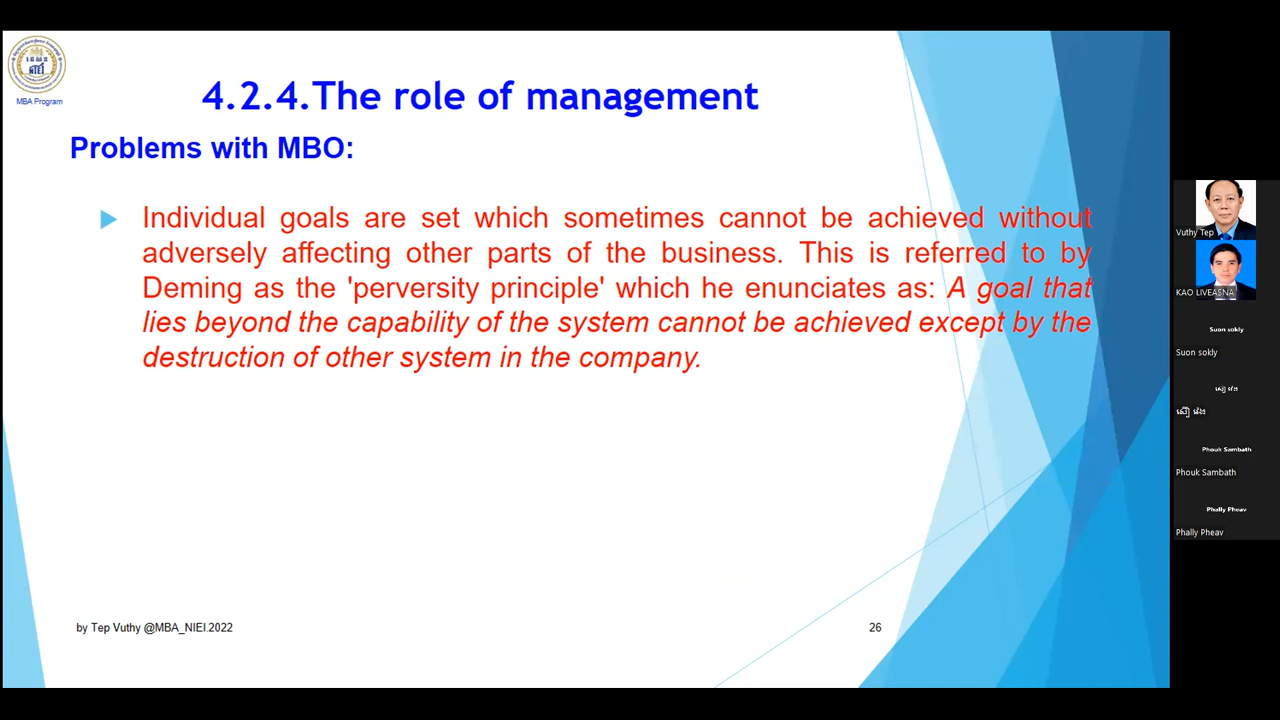 MBA Program
4.2.4.The role of management
Problems with MBO:
Individual goals are set which sometimes cannot be achieved without
adversely affecting other parts of the business. This is referred to by
Deming as the 'perversity principle' which he enunciates as: A goal that
lies beyond the capability of the system cannot be achieved except by the
destruction of other system in the company.
by Tep Vuthy @MBA_NIEI.2022
26
Vuthy Tep
KAO LIVEASNA
Suon sokly
Suon sokly
Phouk Sambath
Phouk Sambath
Phally Pheav
Phally Pheav